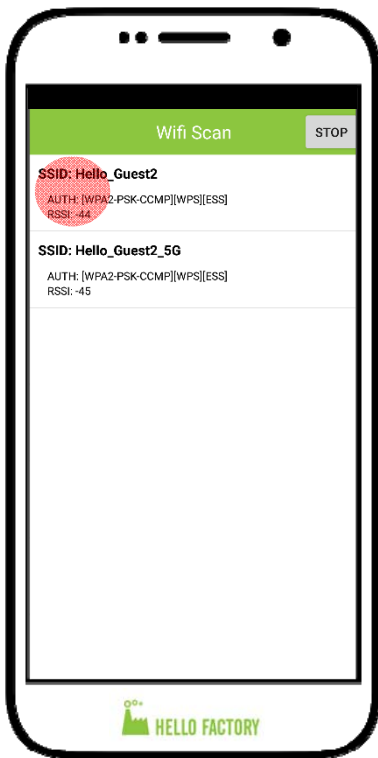 Wifi Scan
STOP
SSID: Hello_Guest2
AUTH: [WPA2-PSK-CCMP][WPS][ESS]
RSSI: -44
SSID: Hello_Guest2_5G
AUTH: [WPA2-PSK-CCMP][WPS][ESS]
RSSI: -45
HELLO FACTORY